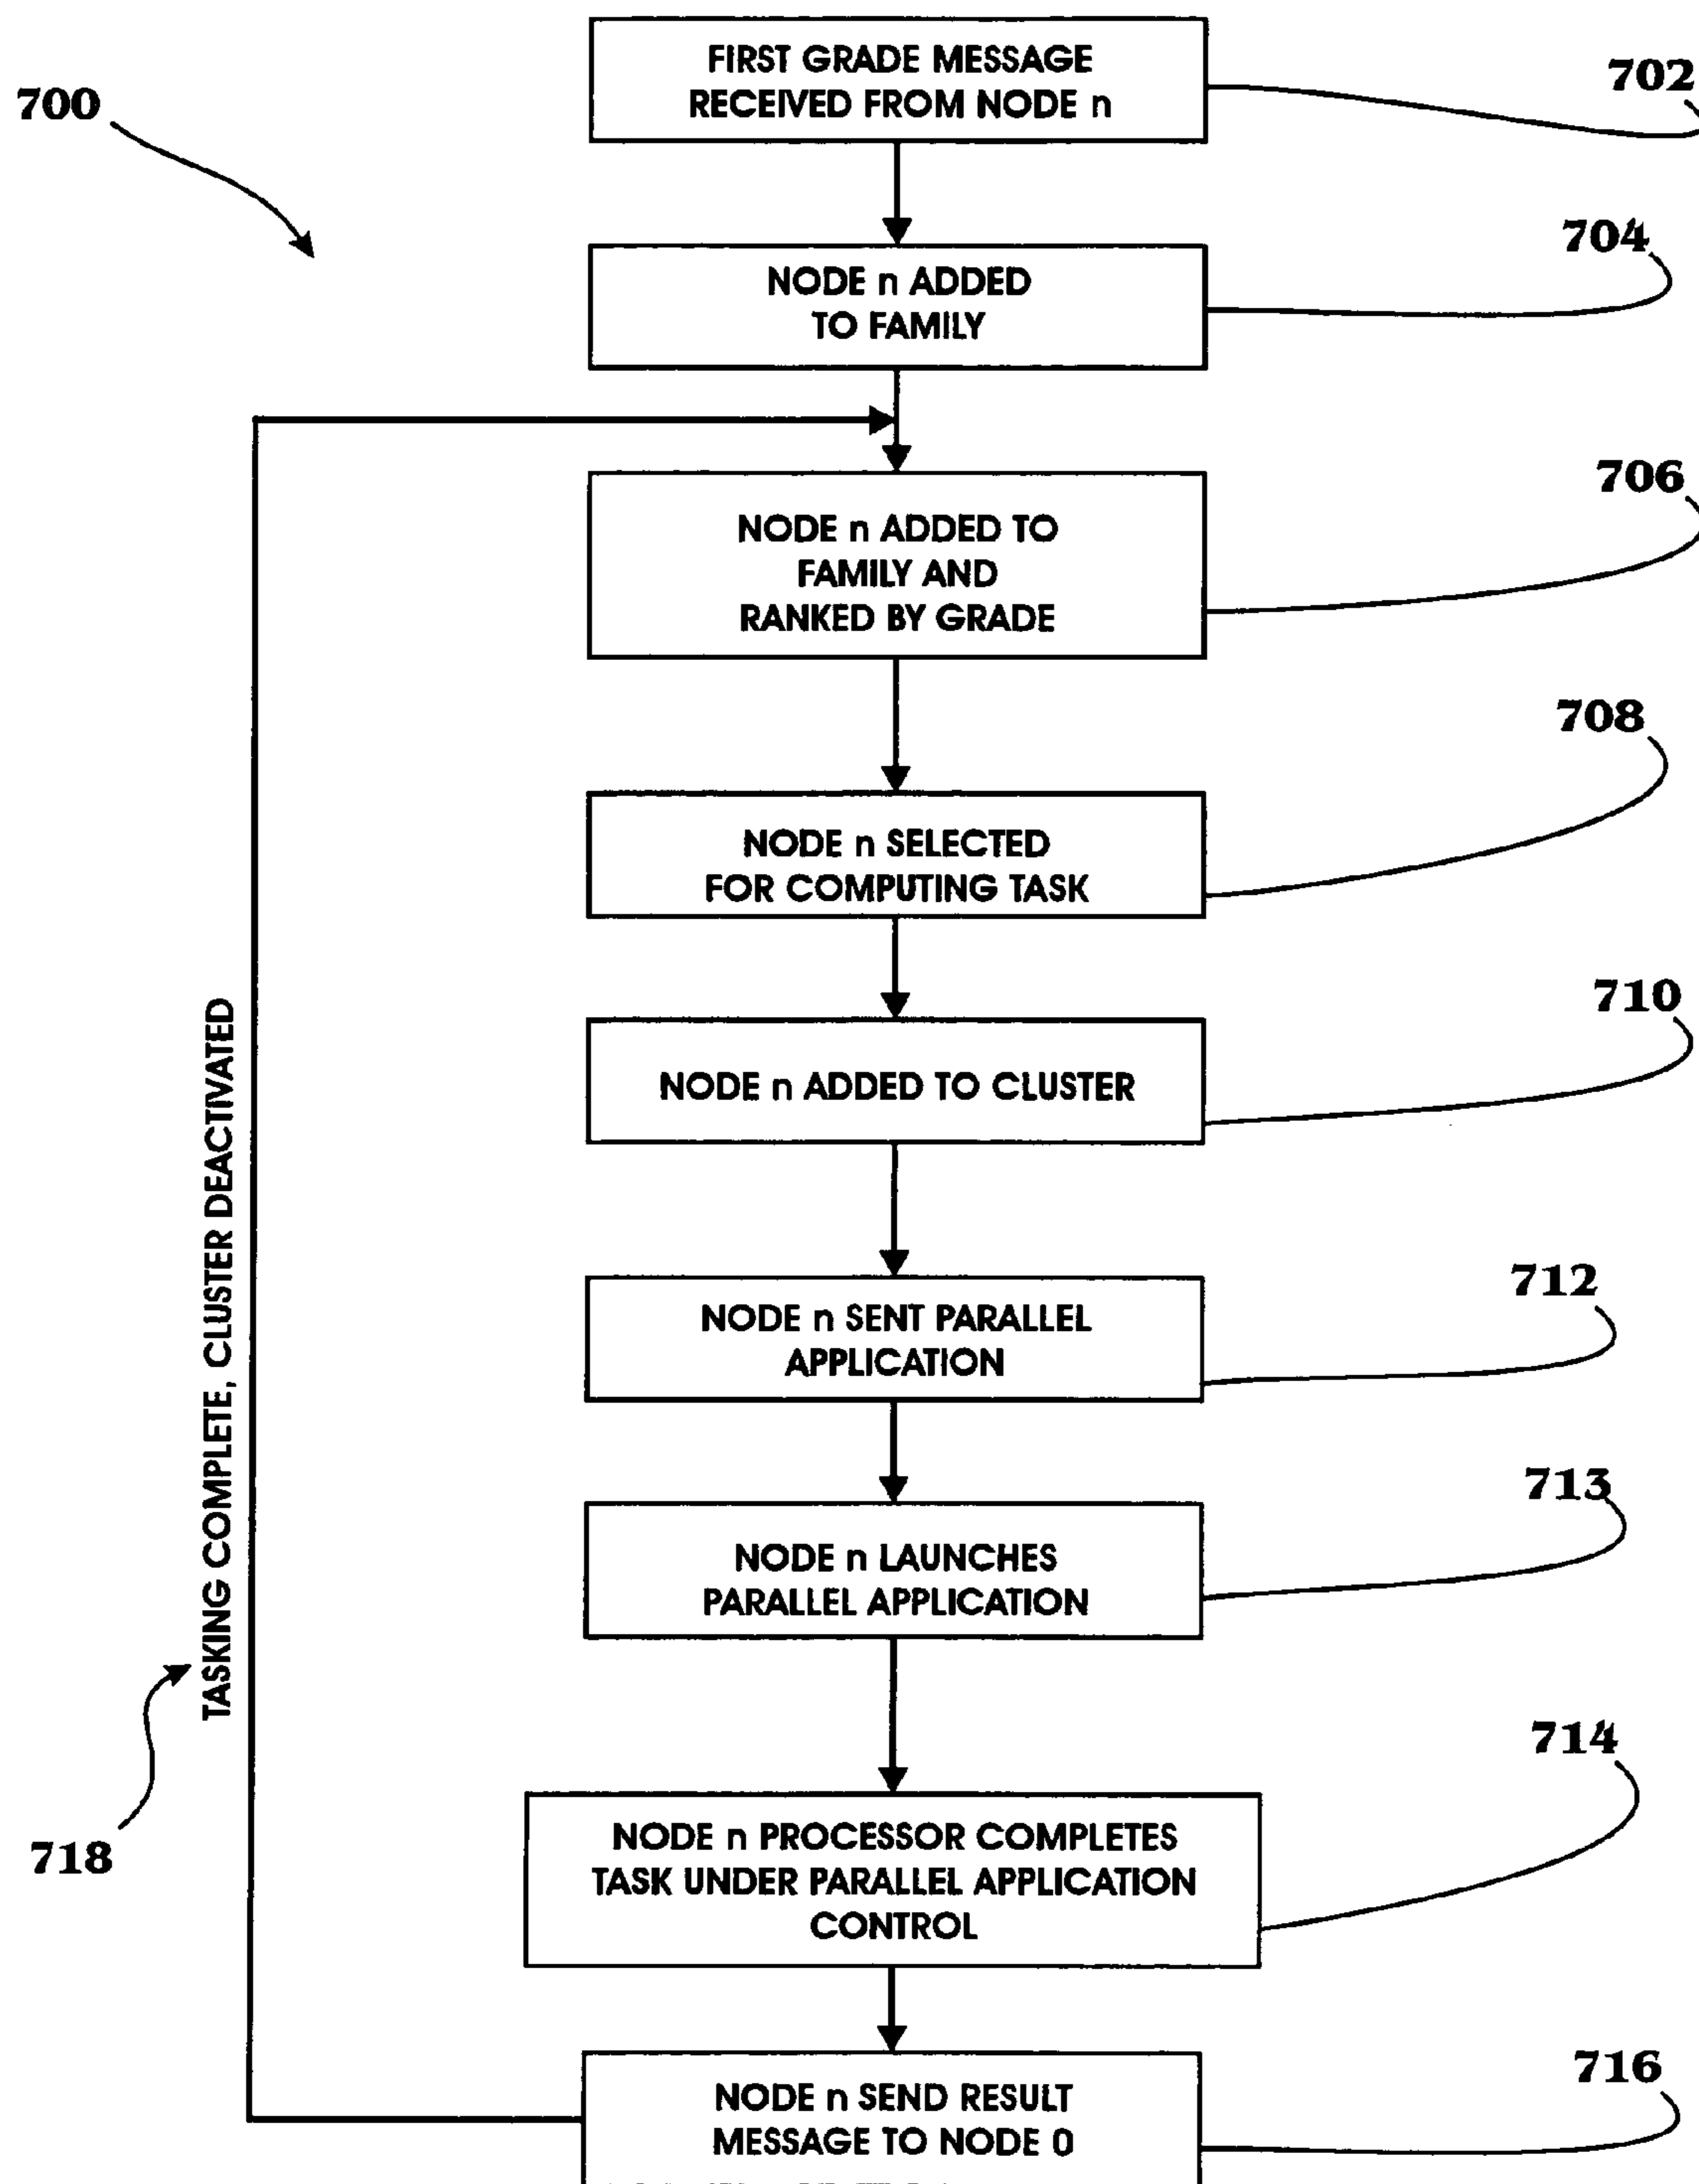 700
FIRST GRADE MESSAGE
RECEIVED FROM NODE n
702
NODE n ADDED
TO FAMILY
704
NODE n ADDED TO
FAMILY AND
RANKED BY GRADE
706
NODE n SELECTED
FOR COMPUTING TASK
708
NODE n ADDED TO CLUSTER
710
NODE n SENT PARALLEL
APPLICATION
712
NODE n LAUNCHES
PARALLEL APPLICATION
713
NODE n PROCESSOR COMPLETES
TASK UNDER PARALLEL APPLICATION
CONTROL
714
NODE n SEND RESULT
MESSAGE TO NODE 0
716
TASKING COMPLETE, CLUSTER DEACTIVATED
718